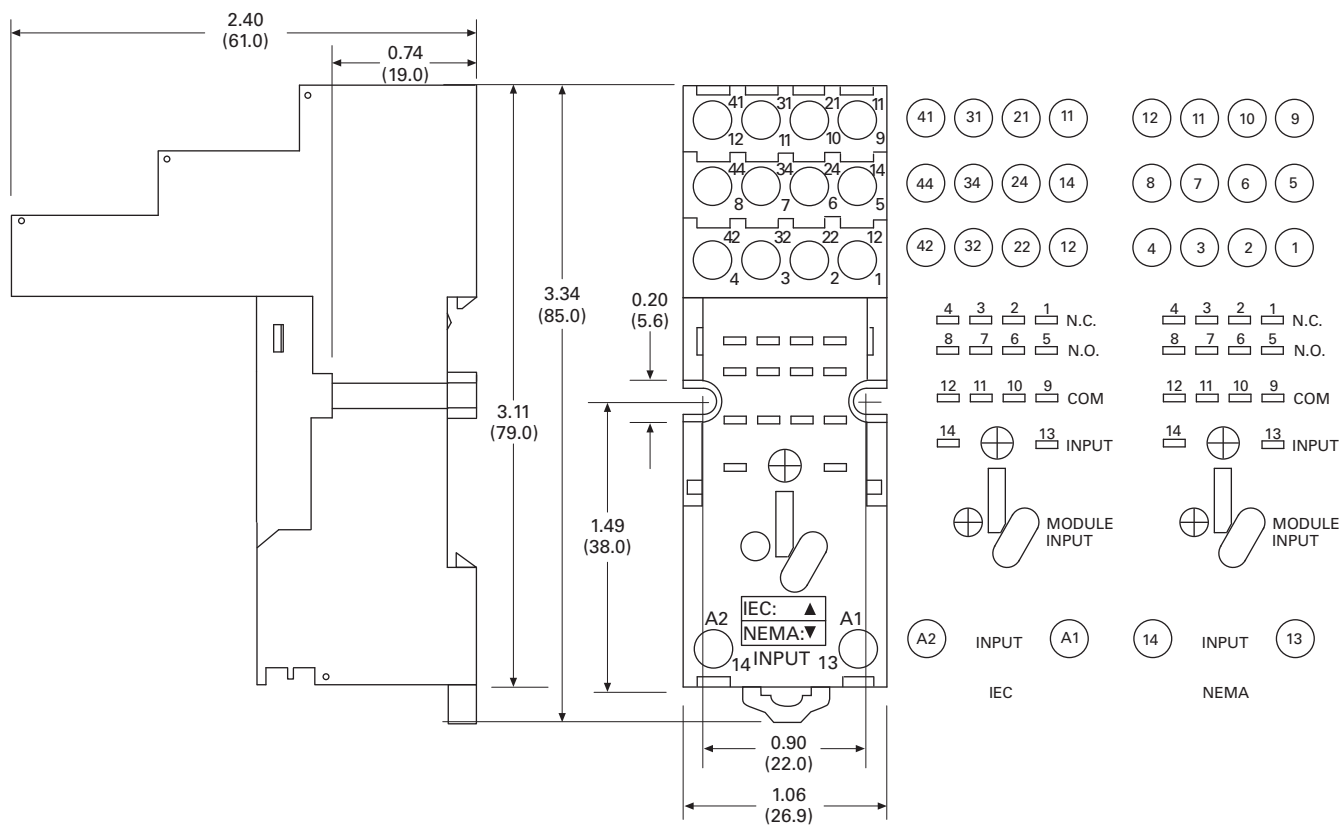 2.40
(61.0)
0.74
(19.0)
3.34
(85.0)
3.11
(79.0)
0.20
(5.6)
1.49
(38.0)
41 31 21 11
12 11 10 9
44 34 24 14
8 7 6 5
42 32 22 12
4 3 2 1
IEC: ▲
NEMA: ▼
A2 A1
14 INPUT 13
0.90
(22.0)
1.06
(26.9)
41 31 21 11
44 34 24 14
42 32 22 12
4 3 2 1 N.C.
8 7 6 5 N.O.
12 11 10 9 COM
14 13 INPUT
MODULE
INPUT
A2 INPUT A1
IEC
12 11 10 9
8 7 6 5
4 3 2 1
4 3 2 1 N.C.
8 7 6 5 N.O.
12 11 10 9 COM
14 13 INPUT
MODULE
INPUT
14 INPUT 13
NEMA